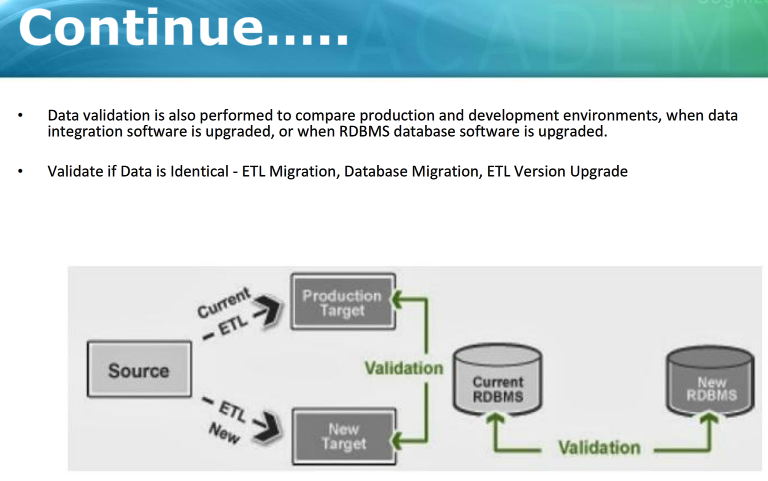 Continue.....
ACADEM
• Data validation is also performed to compare production and development environments, when data
integration software is upgraded, or when RDBMS database software is upgraded.
• Validate if Data is Identical - ETL Migration, Database Migration, ETL Version Upgrade
Current
ETL
Production
Target
Source
Validation
ETL
New
New
Target
Current
RDBMS
New
RDBMS
Validation